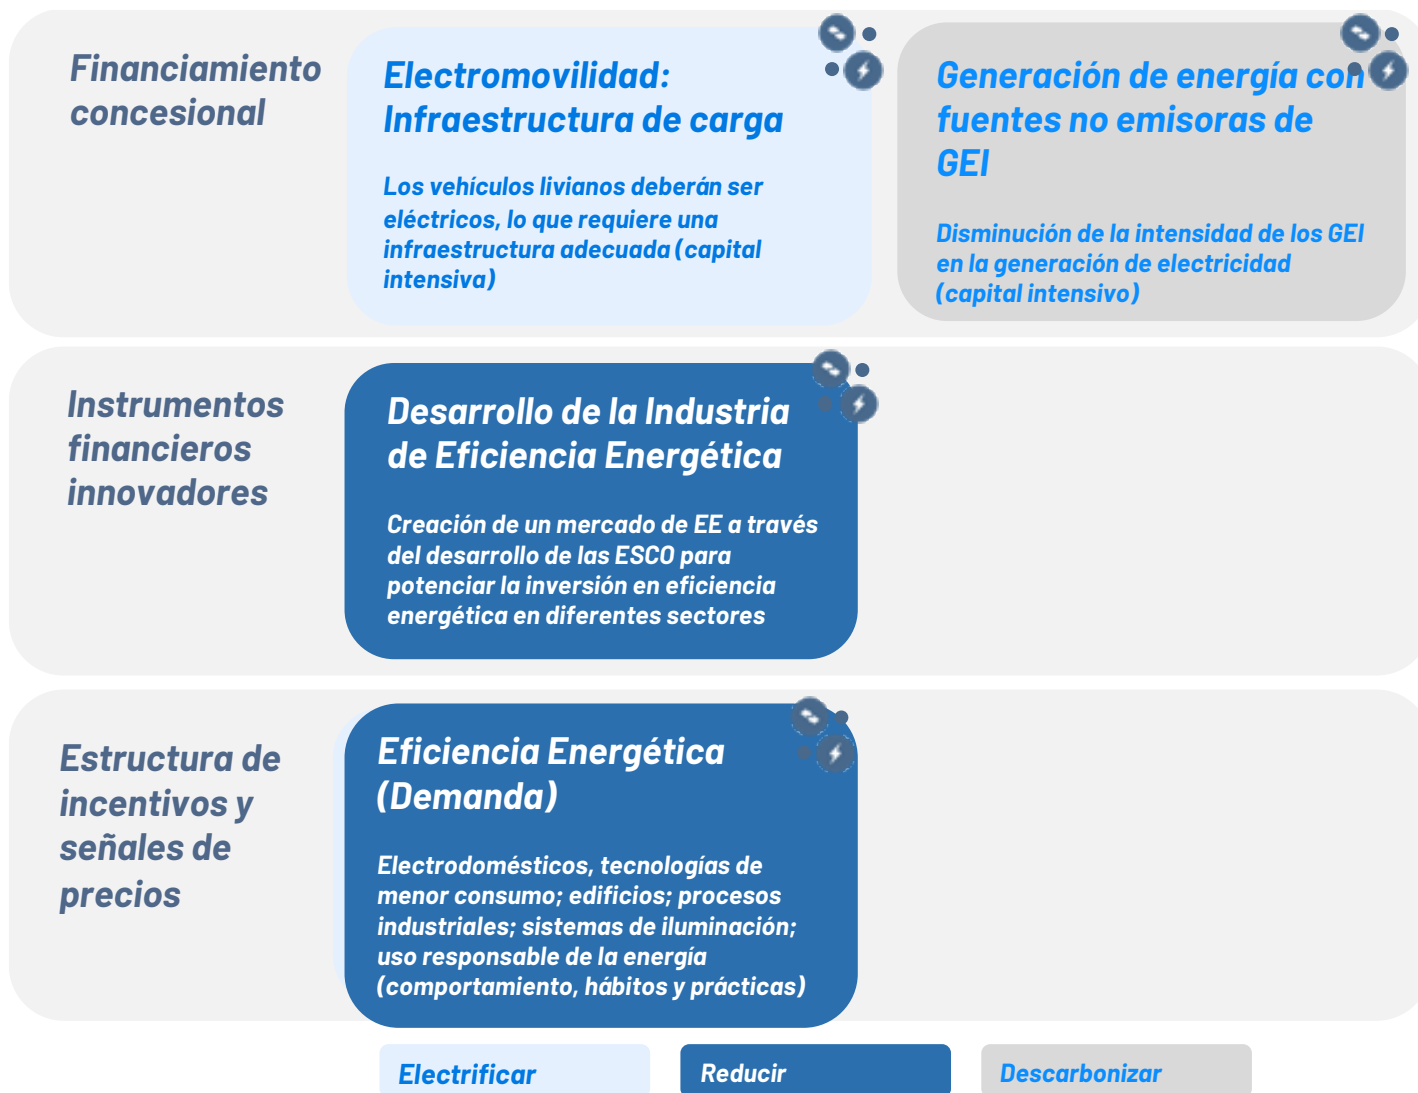 Financiamiento
concesional
Electromovilidad:
Infraestructura de carga
Los vehículos livianos deberán ser
eléctricos, lo que requiere una
infraestructura adecuada (capital
intensiva)
Generación de energía con
fuentes no emisoras de
GEI
Disminución de la intensidad de los GEI
en la generación de electricidad
(capital intensivo)
Instrumentos
financieros
innovadores
Desarrollo de la Industria
de Eficiencia Energética
Creación de un mercado de EE a través
del desarrollo de las ESCO para
potenciar la inversión en eficiencia
energética en diferentes sectores
Estructura de
incentivos y
señales de
precios
Eficiencia Energética
(Demanda)
Electrodomésticos, tecnologías de
menor consumo; edificios; procesos
industriales; sistemas de iluminación;
uso responsable de la energía
(comportamiento, hábitos y prácticas)
Electrificar
Reducir
Descarbonizar